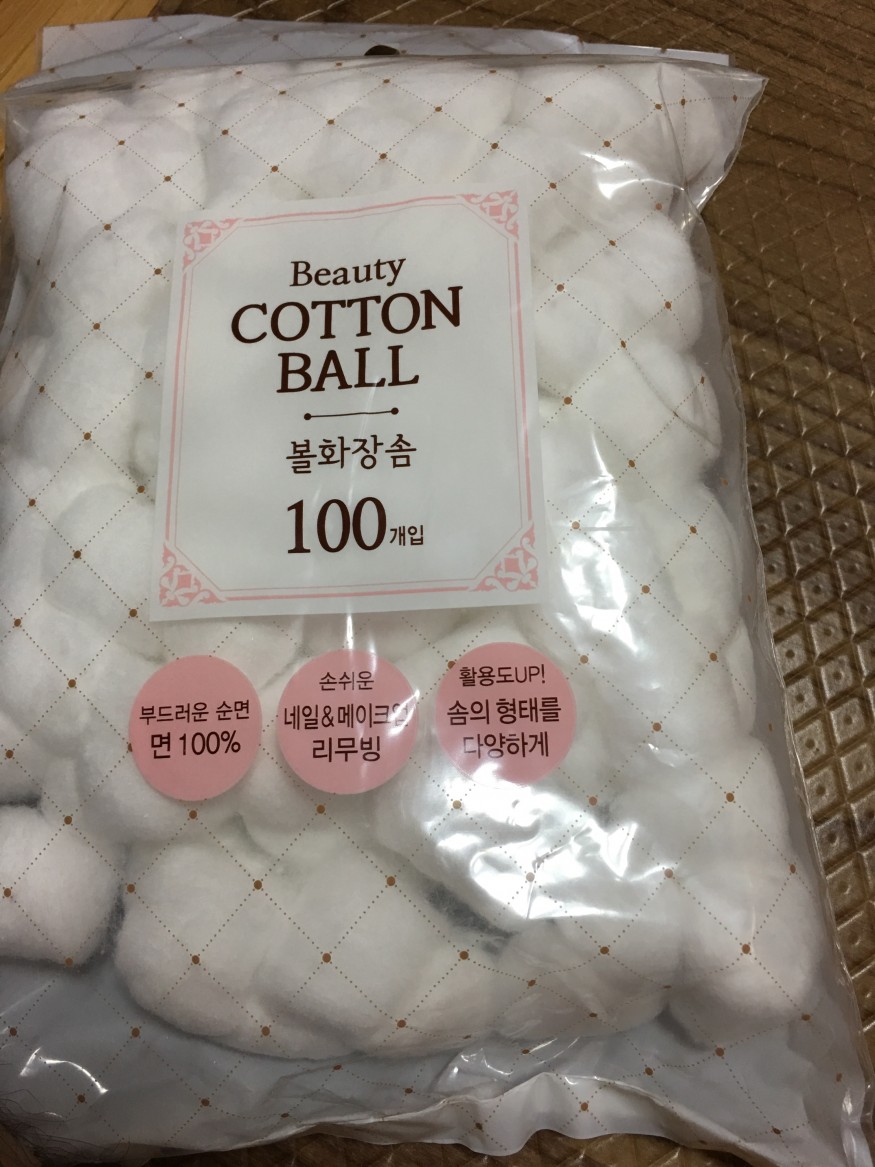 Beauty
COTTON
BALL
볼화장솜
100개입
부드러운 순면
면 100%
손쉬운
네일&메이크업
리무빙
활용도UP!
솜의 형태를
다양하게